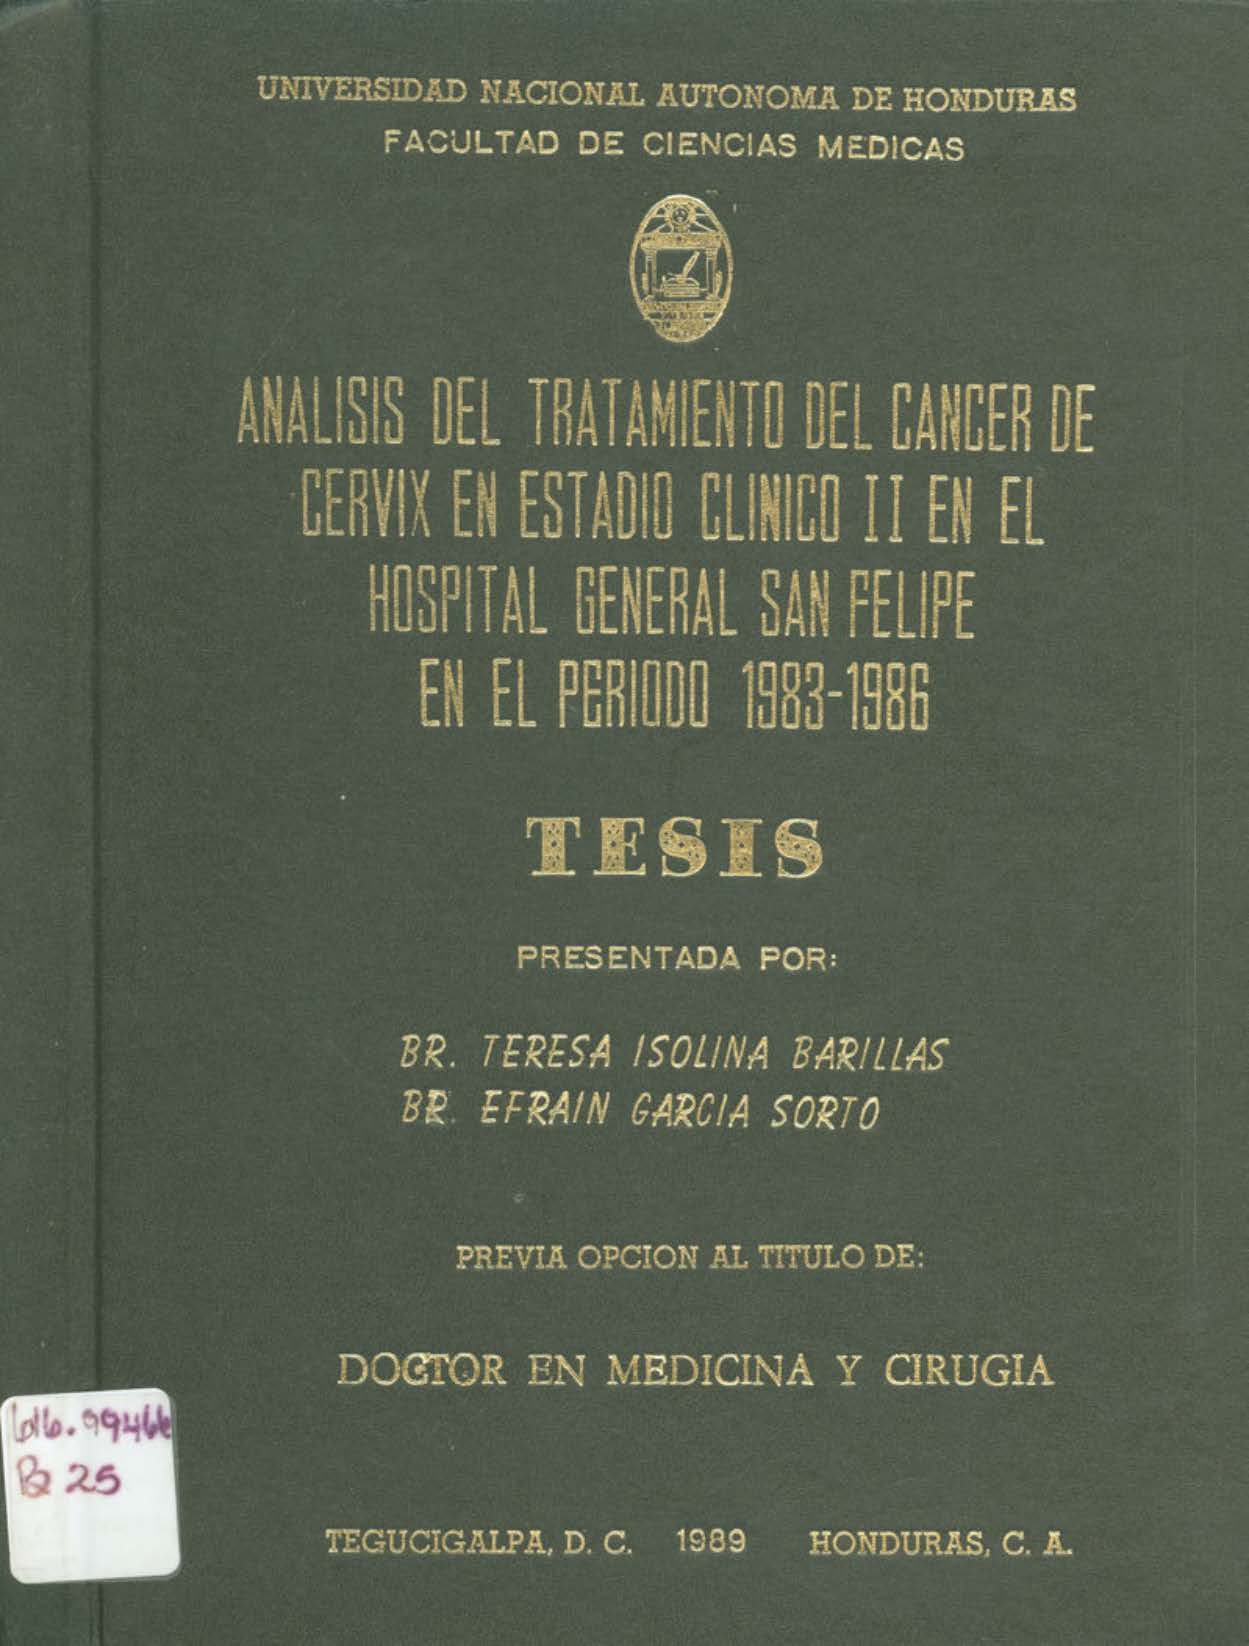 UNIVERSIDAD NACIONAL AUTONOMA DE HONDURAS
FACULTAD DE CIENCIAS MEDICAS
ANALISIS DEL TRATAMIENTO DEL CANCER DE
CERVIX EN ESTADIO CLINICO II EN EL
HOSPITAL GENERAL SAN FELIPE
EN EL PERIODO 1983-1986
TESIS
PRESENTADA POR:
BR. TERESA ISOLINA BARILLAS
BR. EFRAIN GARCIA SORTO
PREVIA OPCION AL TITULO DE:
DOCTOR EN MEDICINA Y CIRUGIA
616.99466
B 25
TEGUCIGALPA, D. C. 1989 HONDURAS, C. A.